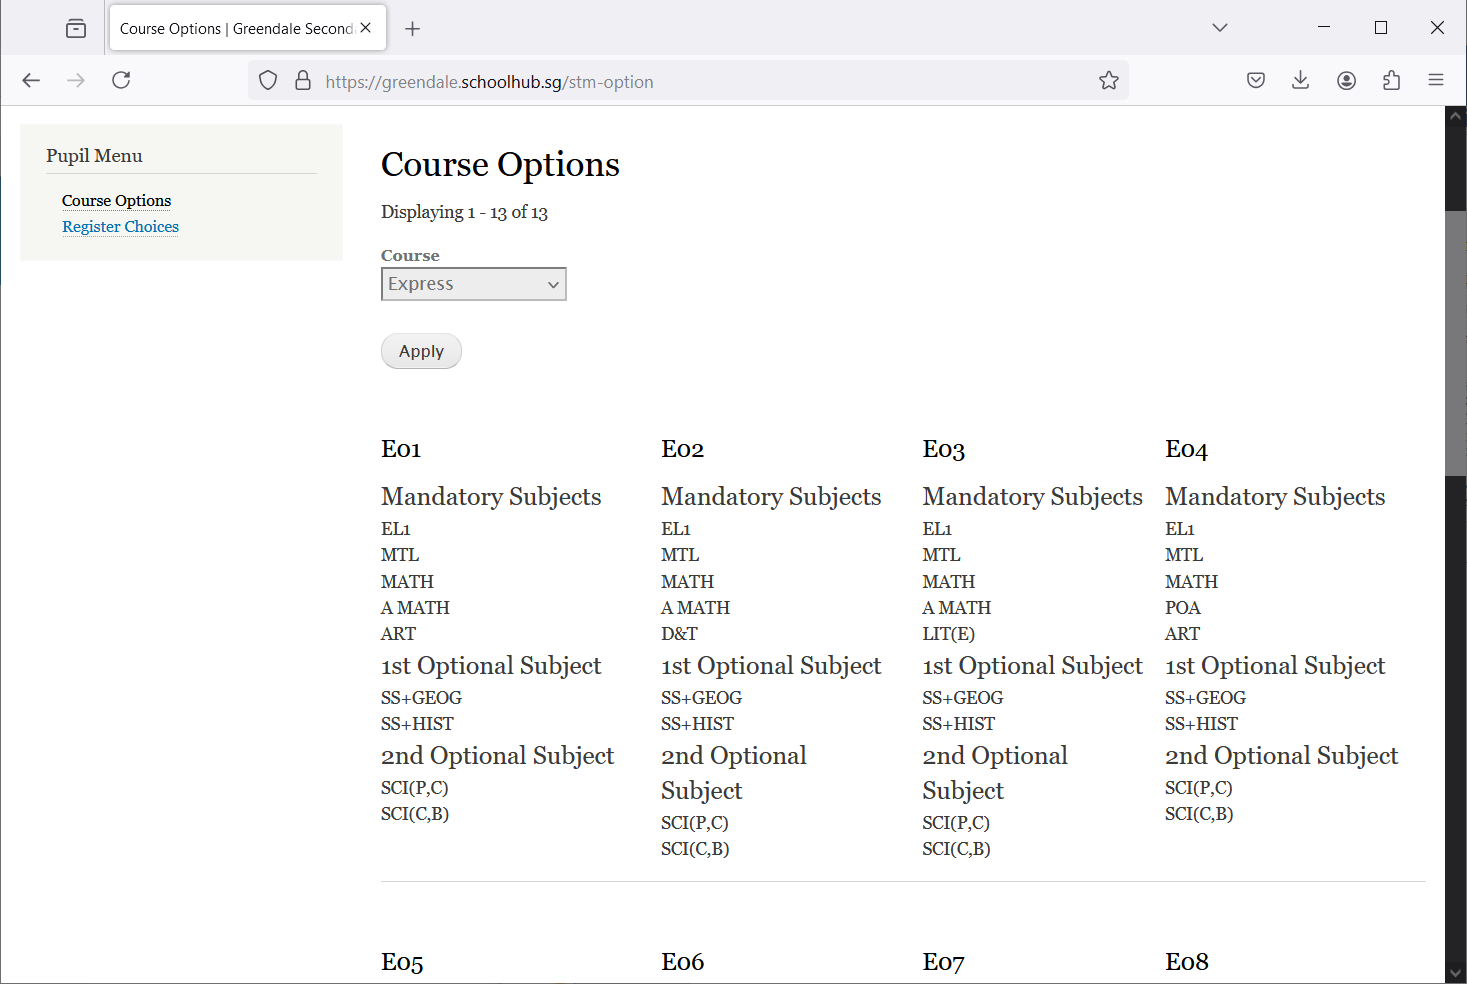 Course Options | Greendale Second
https://greendale.schoolhub.sg/stm-option
Pupil Menu
Course Options
Register Choices
Course Options
Displaying 1 - 13 of 13
Course
Express
Apply
E01
Mandatory Subjects
EL1
MTL
MATH
A MATH
ART
1st Optional Subject
SS+GEOG
SS+HIST
2nd Optional Subject
SCI(P,C)
SCI(C,B)
E02
Mandatory Subjects
EL1
MTL
MATH
A MATH
D&T
1st Optional Subject
SS+GEOG
SS+HIST
2nd Optional
Subject
SCI(P,C)
SCI(C,B)
E03
Mandatory Subjects
EL1
MTL
MATH
A MATH
LIT(E)
1st Optional Subject
SS+GEOG
SS+HIST
2nd Optional
Subject
SCI(P,C)
SCI(C,B)
E04
Mandatory Subjects
EL1
MTL
MATH
POA
ART
1st Optional Subject
SS+GEOG
SS+HIST
2nd Optional Subject
SCI(P,C)
SCI(C,B)
E05
E06
E07
E08